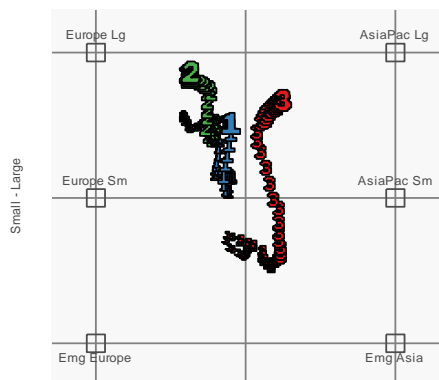 Europe Lg
AsiaPac Lg
2
3
1
Europe Sm
AsiaPac Sm
Small - Large
Emg Europe
Emg Asia